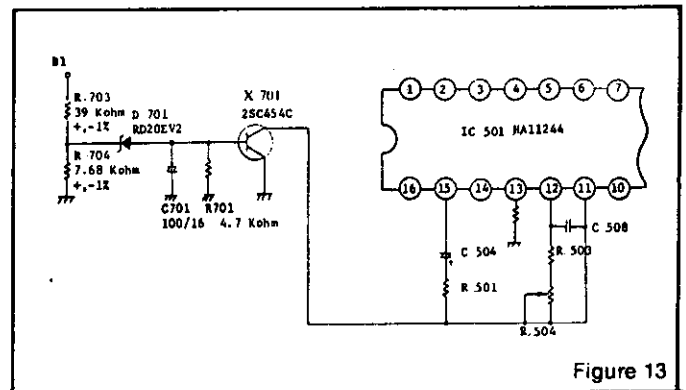 B1
R.703
39 Kohm
+,-1%
D 701
RD20EV2
X 701
2SC454C
R 704
7.68 Kohm
+,-1%
C701 R701
100/16 4.7 Kohm
1 2 3 4 5 6 7
IC 501 HA11244
16 15 14 13 12 11 10
C 504
R 501
C 508
R.503
R.504
Figure 13